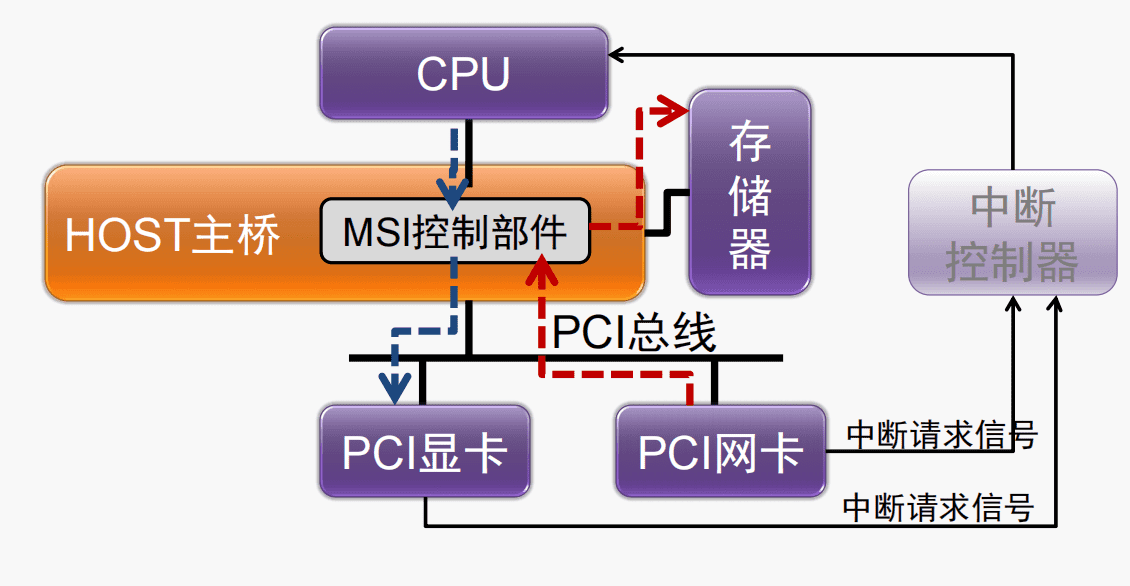 CPU
存
储
器
HOST主桥
MSI控制部件
中断
控制器
PCI总线
PCI显卡
PCI网卡
中断请求信号
中断请求信号